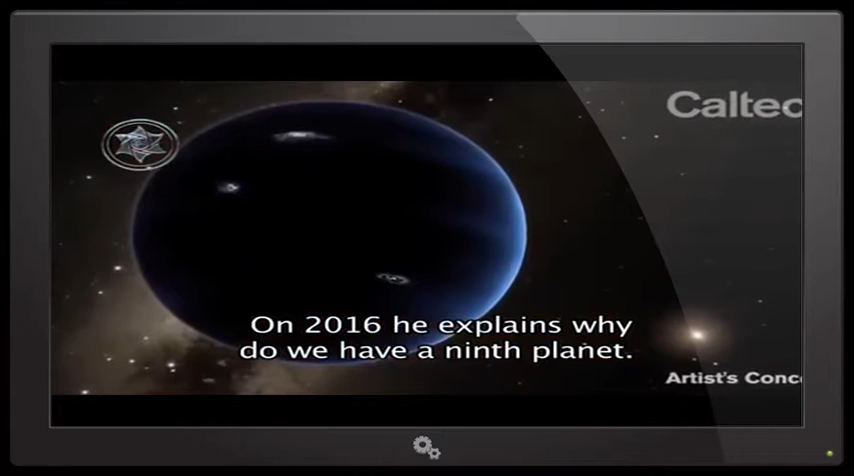 Caltec
On 2016 he explains why
do we have a ninth planet.
Artist's Conc